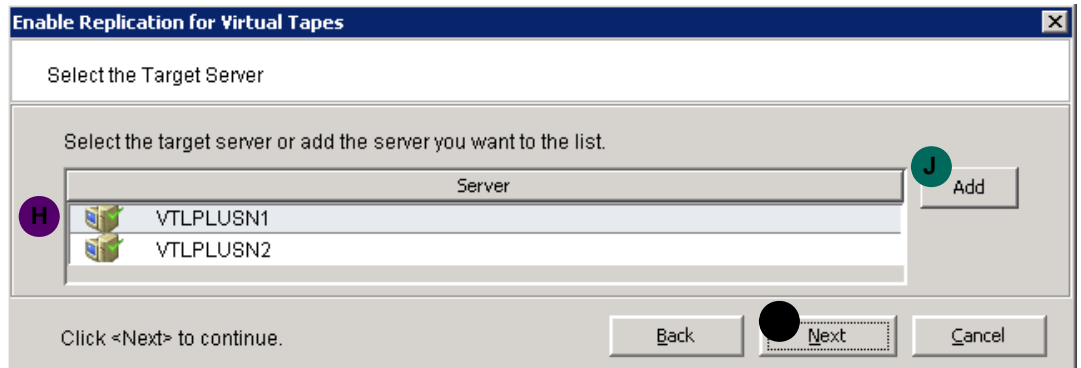 Enable Replication for Virtual Tapes
Select the Target Server
Select the target server or add the server you want to the list.
J
Server
Add
H
VTLPLUSN1
VTLPLUSN2
Click <Next> to continue.
Back
Next
Cancel